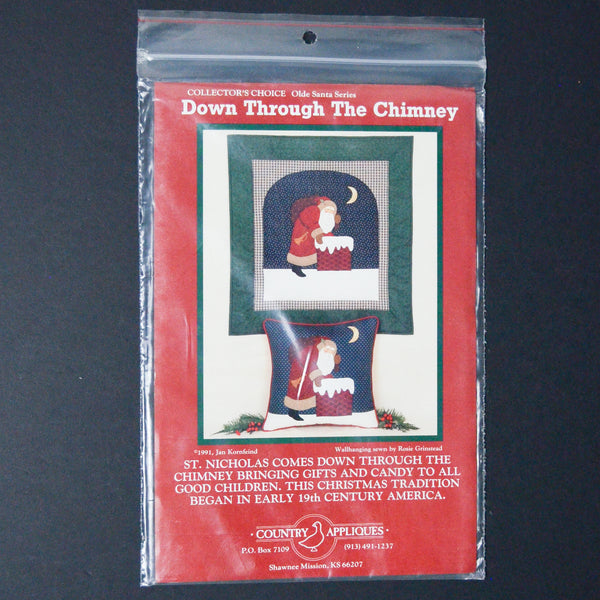 COLLECTOR'S CHOICE Olde Santa Series
Down Through The Chimney
©1991, Jan Kornfeind
Wallhanging sewn by Rosie Grinstead
ST. NICHOLAS COMES DOWN THROUGH THE
CHIMNEY BRINGING GIFTS AND CANDY TO ALL
GOOD CHILDREN. THIS CHRISTMAS TRADITION
BEGAN IN EARLY 19th CENTURY AMERICA.
COUNTRY APPLIQUES
P.O. Box 7109 (913) 491-1237
Shawnee Mission, KS 66207